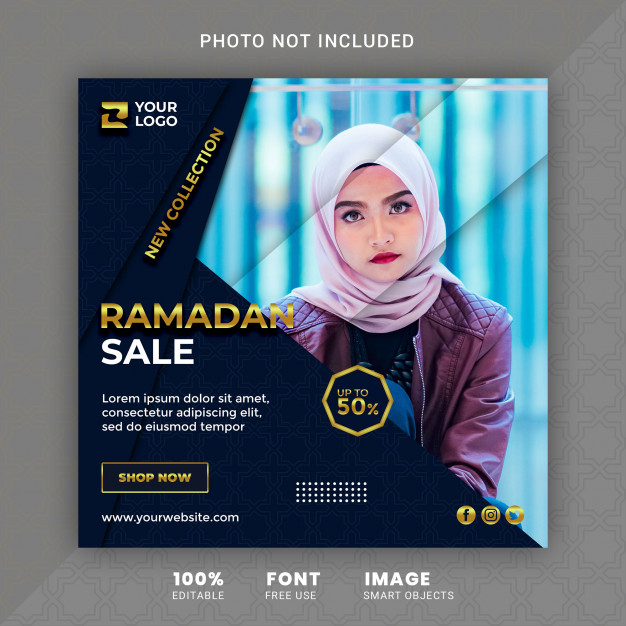 PHOTO NOT INCLUDED
YOUR
LOGO
NEW COLLECTION
RAMADAN
SALE
Lorem ipsum dolor sit amet,
consectetur adipiscing elit,
sed do eiusmod tempor
UP TO
50%
SHOP NOW
www.yourwebsite.com
100%
EDITABLE
FONT
FREE USE
IMAGE
SMART OBJECTS